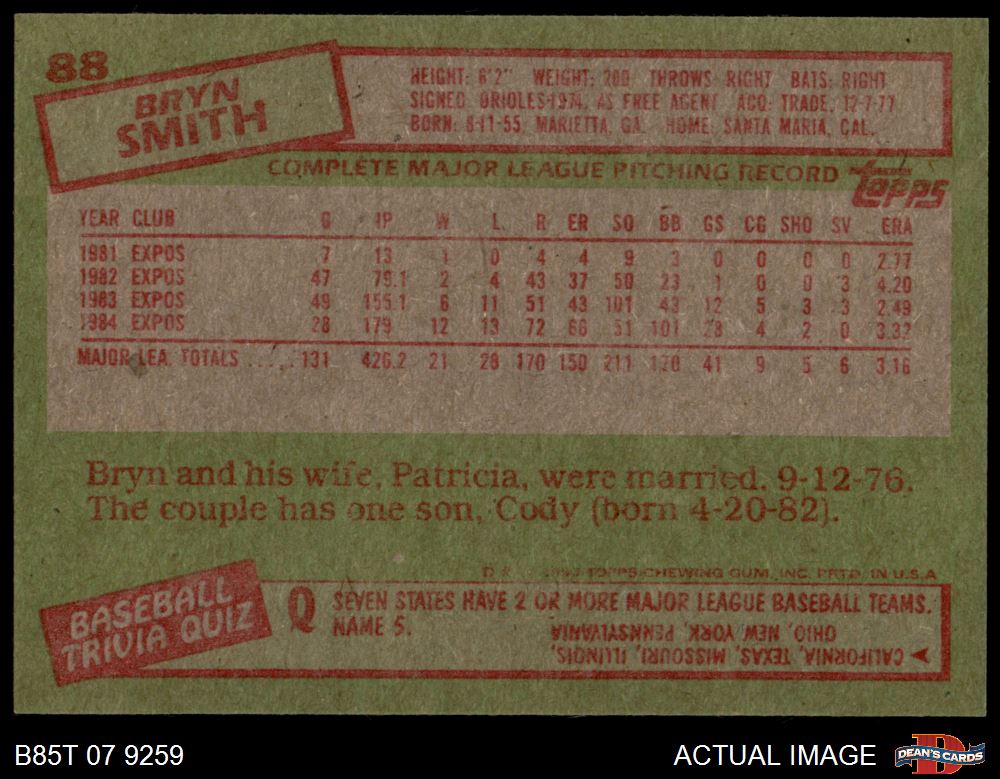 88
BRYN
SMITH
HEIGHT: 6'2" WEIGHT: 200 THROWS: RIGHT BATS: RIGHT
SIGNED: ORIOLES-1974, AS FREE AGENT ACQ: TRADE, 12-7-77
BORN: 8-11-55, MARIETTA, GA. HOME: SANTA MARIA, CAL.
COMPLETE MAJOR LEAGUE PITCHING RECORD
topps
YEAR CLUB G IP W L R ER SO BB GS CG SHO SV ERA
1981 EXPOS 7 13 1 0 4 4 9 3 0 0 0 0 2.77
1982 EXPOS 47 79.1 2 4 43 37 50 23 1 0 0 3 4.20
1983 EXPOS 49 155.1 6 11 51 43 101 43 12 5 3 3 2.49
1984 EXPOS 28 179 12 13 72 66 51 101 28 4 2 0 3.32
MAJOR LEA. TOTALS ..... 131 426.2 21 28 170 150 211 170 41 9 5 6 3.16
Bryn and his wife, Patricia, were married. 9-12-76.
The couple has one son, Cody (born 4-20-82).
TOPPS CHEWING GUM, INC. PRTD. IN U.S.A
BASEBALL
TRIVIA QUIZ
Q SEVEN STATES HAVE 2 OR MORE MAJOR LEAGUE BASEBALL TEAMS.
NAME 5.
CALIFORNIA, TEXAS, MISSOURI, ILLINOIS,
OHIO, NEW YORK, PENNSYLVANIA
B85T 07 9259
ACTUAL IMAGE
DEAN'S CARDS